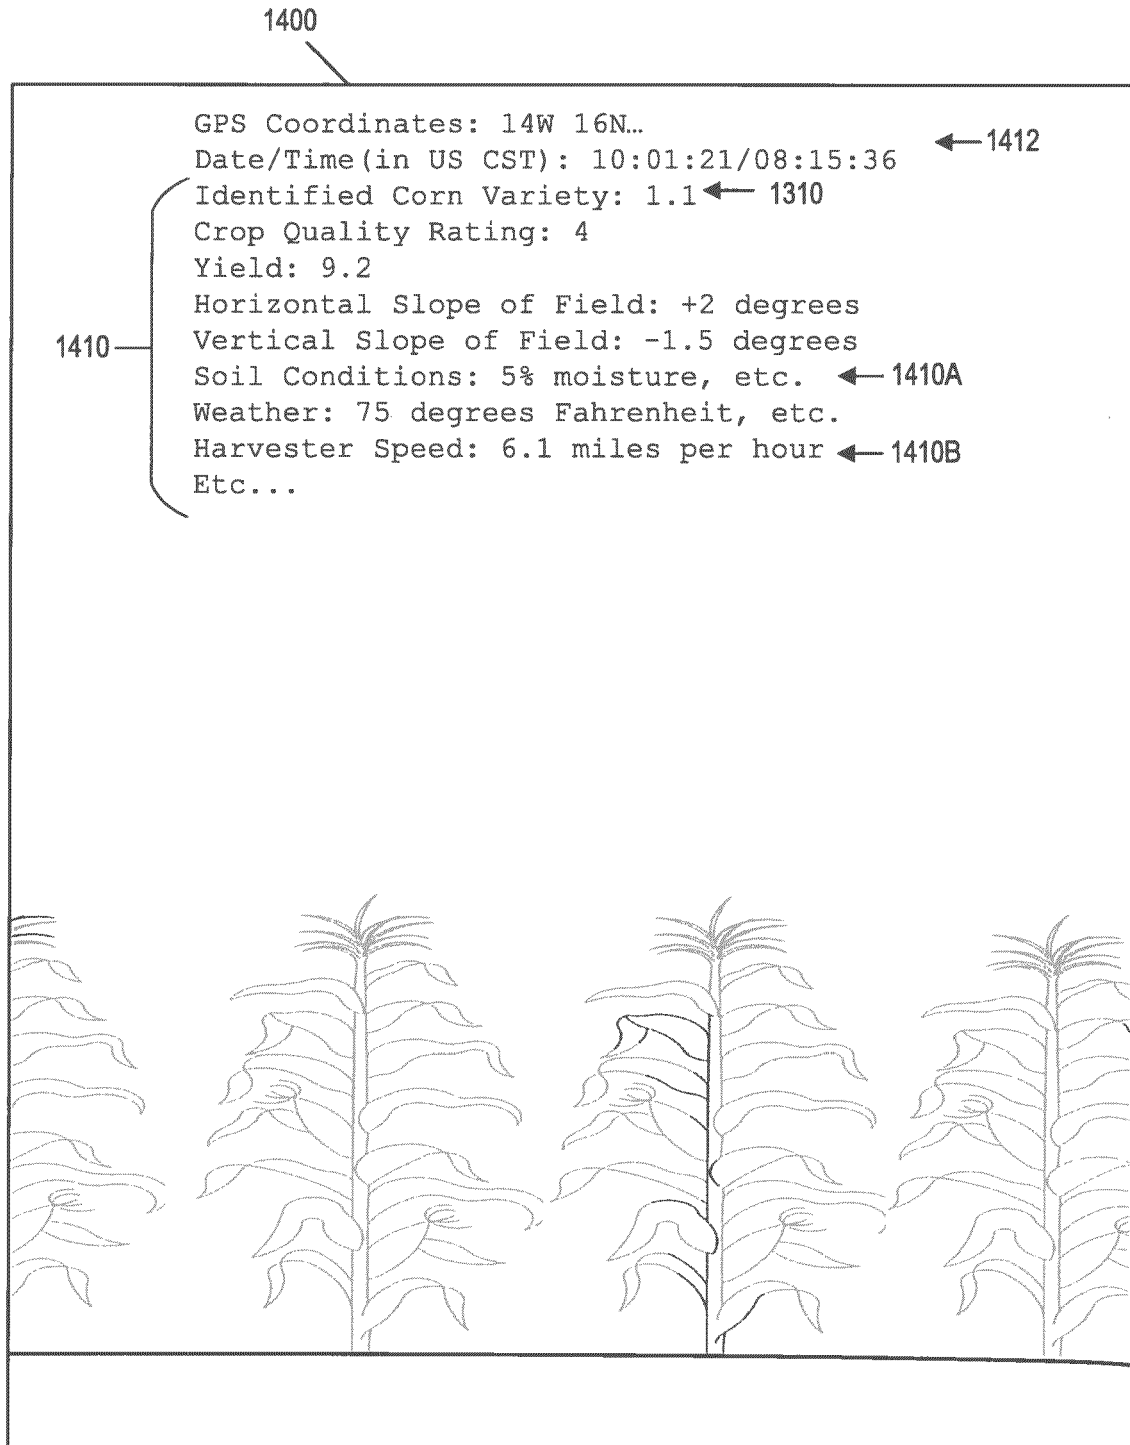 1400
GPS Coordinates: 14W 16N…
1412
Date/Time(in US CST): 10:01:21/08:15:36
Identified Corn Variety: 1.1
1310
Crop Quality Rating: 4
Yield: 9.2
Horizontal Slope of Field: +2 degrees
1410
Vertical Slope of Field: -1.5 degrees
Soil Conditions: 5% moisture, etc.
1410A
Weather: 75 degrees Fahrenheit, etc.
Harvester Speed: 6.1 miles per hour
1410B
Etc...